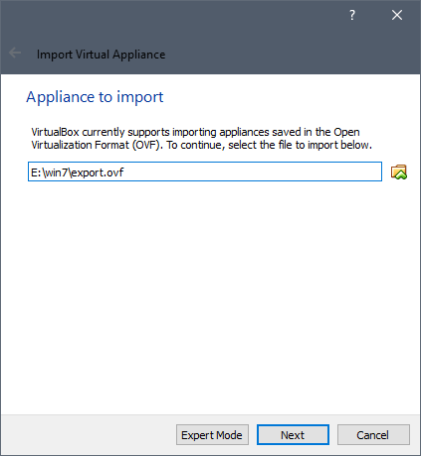 ?
Import Virtual Appliance
Appliance to import
VirtualBox currently supports importing appliances saved in the Open
Virtualization Format (OVF). To continue, select the file to import below.
E:\win7\export.ovf
Expert Mode Next Cancel